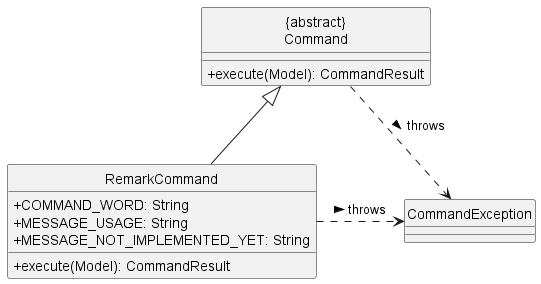 {abstract}
Command
+execute(Model): CommandResult
throws
RemarkCommand
+COMMAND_WORD: String
+MESSAGE_USAGE: String
+MESSAGE_NOT_IMPLEMENTED_YET: String
+execute(Model): CommandResult
throws
CommandException